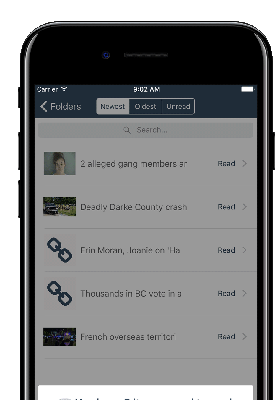 Carrier
9:02 AM
Folders
Newest
Oldest
Unread
Search...
2 alleged gang members ar
Read
Deadly Darke County crash
Read
Erin Moran, Joanie on 'Ha
Read
Thousands in BC vote in a
Read
French overseas territor
Read